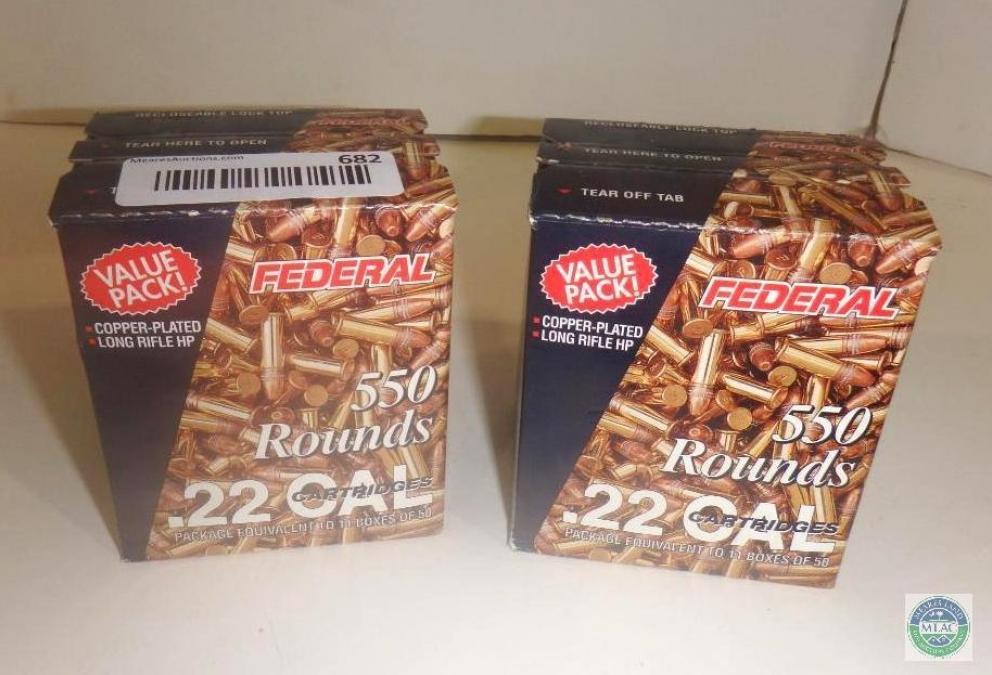 RECLOSEABLE LOCK TOP
TEAR HERE TO OPEN
MearesAuctions.com
682
VALUE
PACK!
FEDERAL
COPPER-PLATED
LONG RIFLE HP
550
Rounds
.22 CAL
CARTRIDGES
PACKAGE EQUIVALENT TO 11 BOXES OF 50
RECLOSEABLE LOCK TOP
TEAR HERE TO OPEN
TEAR OFF TAB
VALUE
PACK!
FEDERAL
COPPER-PLATED
LONG RIFLE HP
550
Rounds
.22 CAL
CARTRIDGES
PACKAGE EQUIVALENT TO 11 BOXES OF 50
MLAC